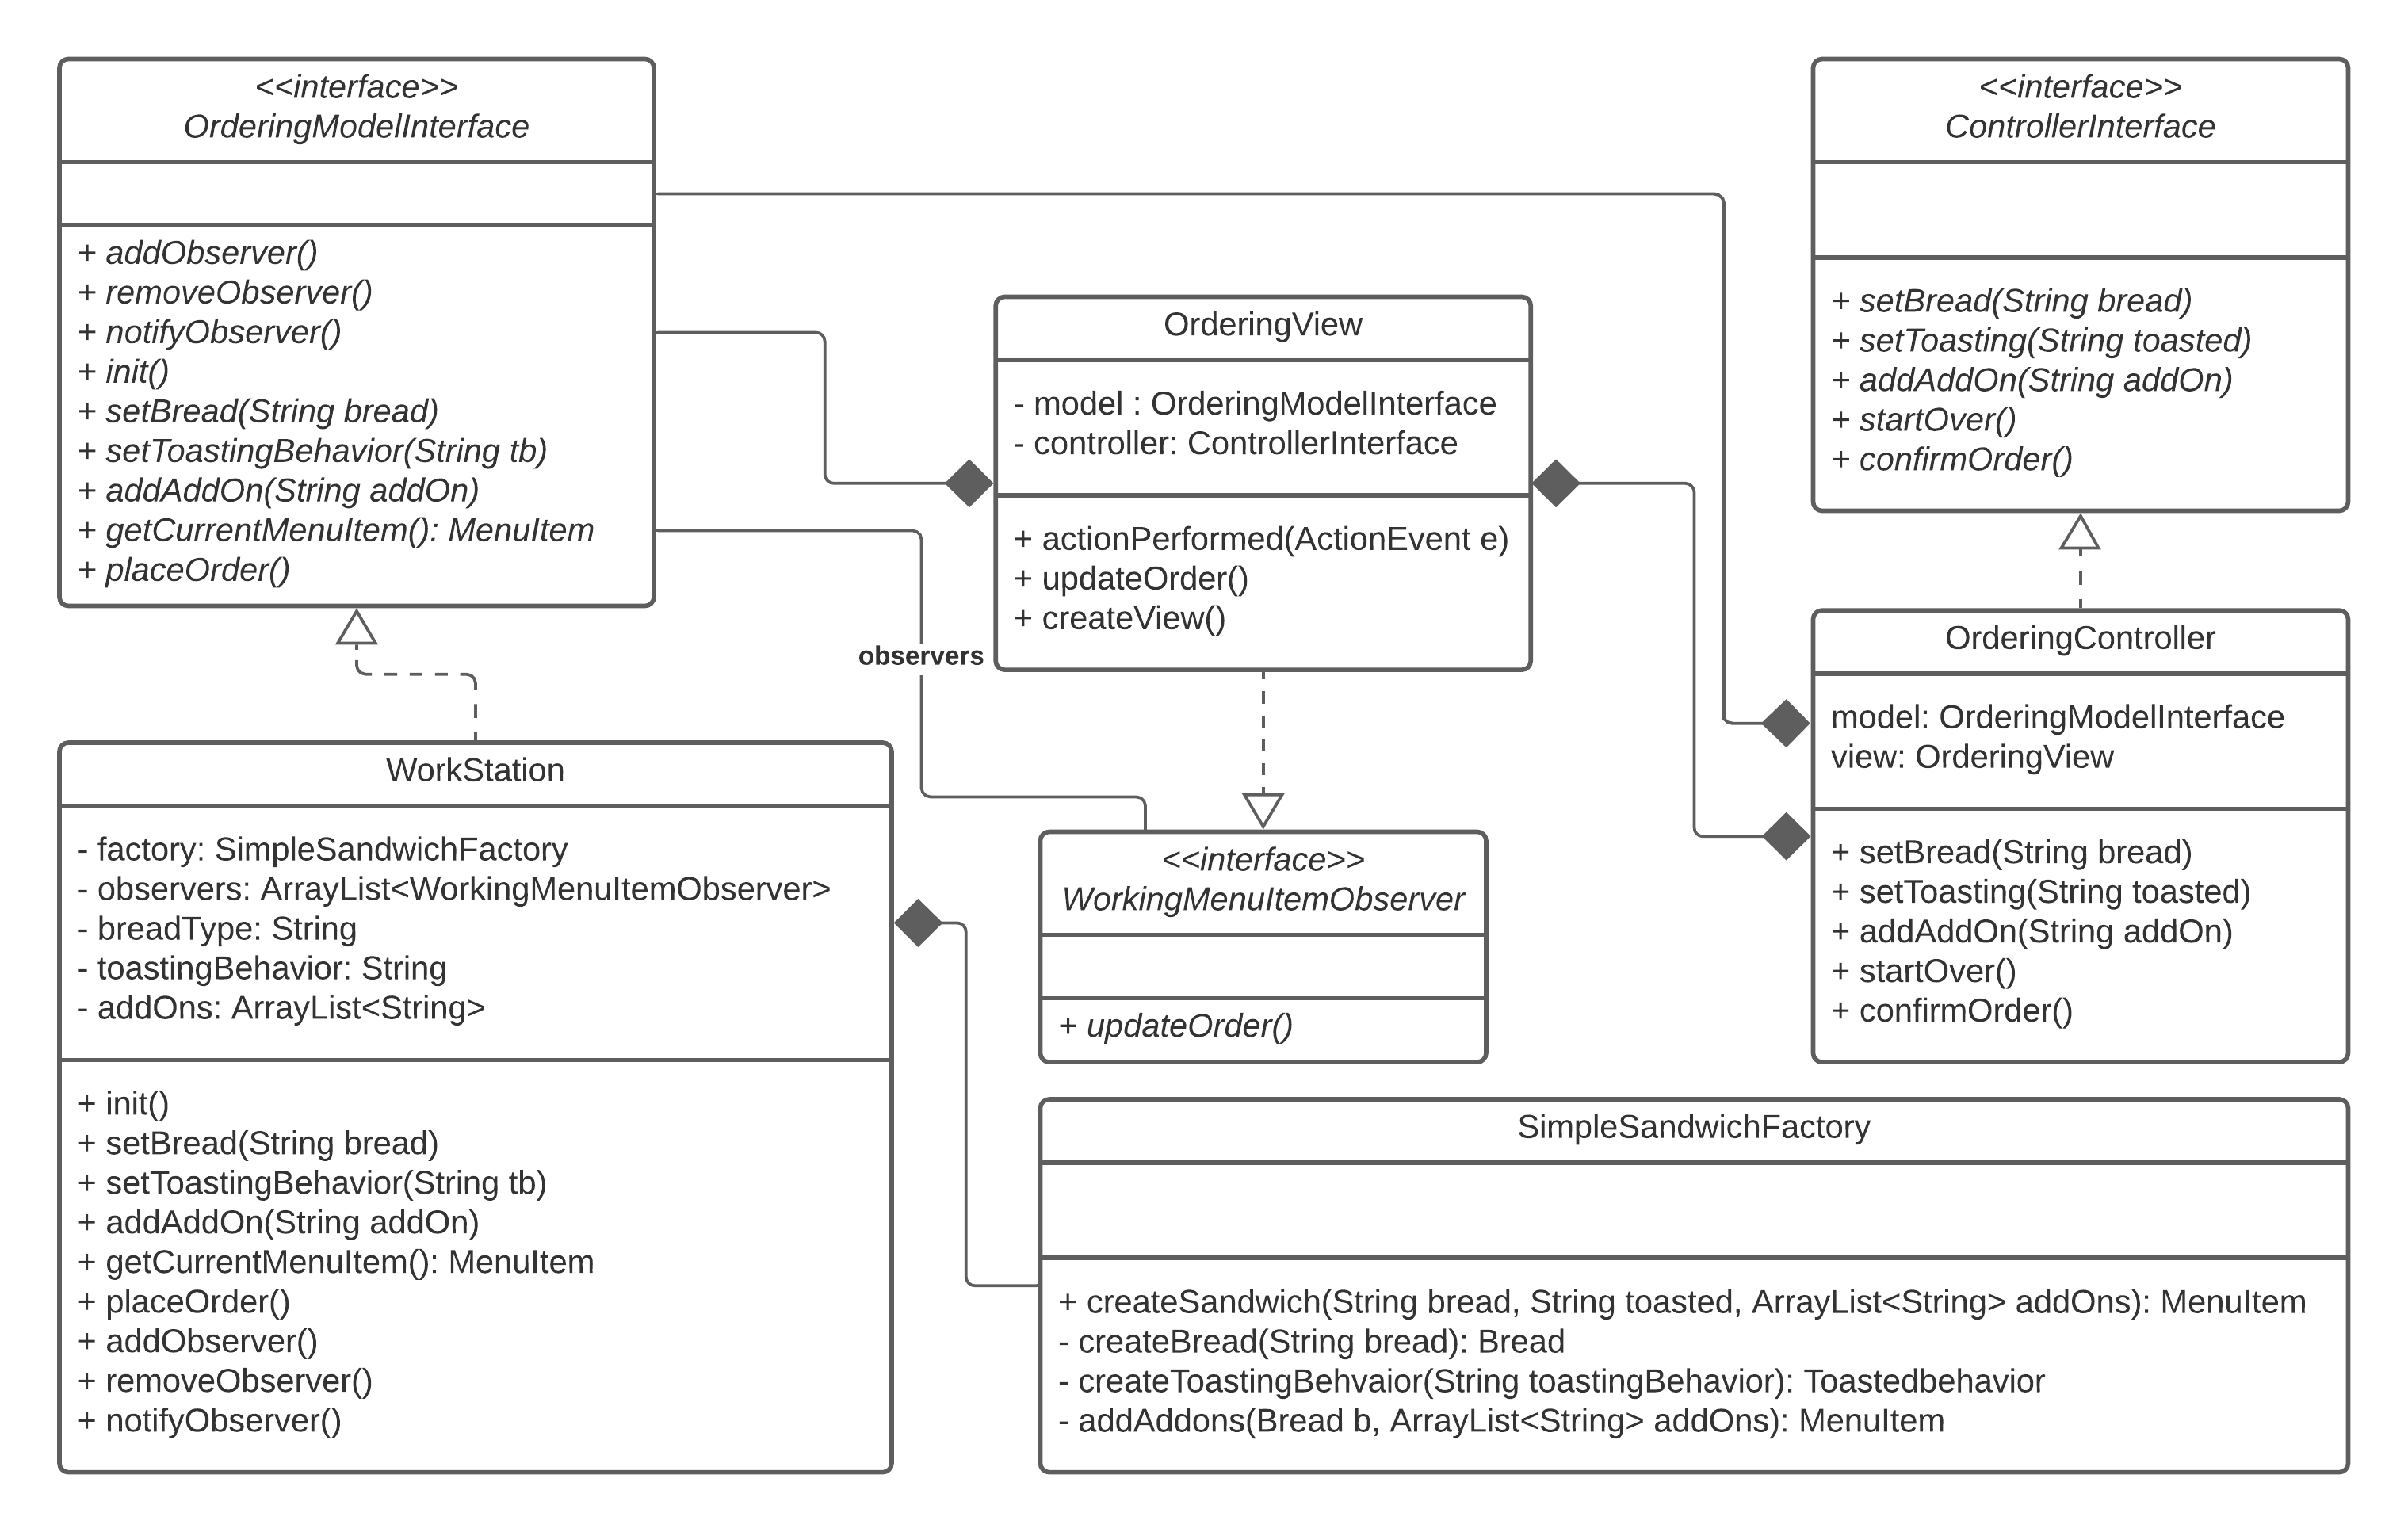 <<interface>>
OrderingModelInterface
+ addObserver()
+ removeObserver()
+ notifyObserver()
+ init()
+ setBread(String bread)
+ setToastingBehavior(String tb)
+ addAddOn(String addOn)
+ getCurrentMenuItem(): MenuItem
+ placeOrder()
OrderingView
- model : OrderingModelInterface
- controller: ControllerInterface
+ actionPerformed(ActionEvent e)
+ updateOrder()
+ createView()
<<interface>>
ControllerInterface
+ setBread(String bread)
+ setToasting(String toasted)
+ addAddOn(String addOn)
+ startOver()
+ confirmOrder()
observers
WorkStation
- factory: SimpleSandwichFactory
- observers: ArrayList<WorkingMenuItemObserver>
- breadType: String
- toastingBehavior: String
- addOns: ArrayList<String>
+ init()
+ setBread(String bread)
+ setToastingBehavior(String tb)
+ addAddOn(String addOn)
+ getCurrentMenuItem(): MenuItem
+ placeOrder()
+ addObserver()
+ removeObserver()
+ notifyObserver()
<<interface>>
WorkingMenuItemObserver
+ updateOrder()
OrderingController
model: OrderingModelInterface
view: OrderingView
+ setBread(String bread)
+ setToasting(String toasted)
+ addAddOn(String addOn)
+ startOver()
+ confirmOrder()
SimpleSandwichFactory
+ createSandwich(String bread, String toasted, ArrayList<String> addOns): MenuItem
- createBread(String bread): Bread
- createToastingBehvaior(String toastingBehavior): Toastedbehavior
- addAddons(Bread b, ArrayList<String> addOns): MenuItem